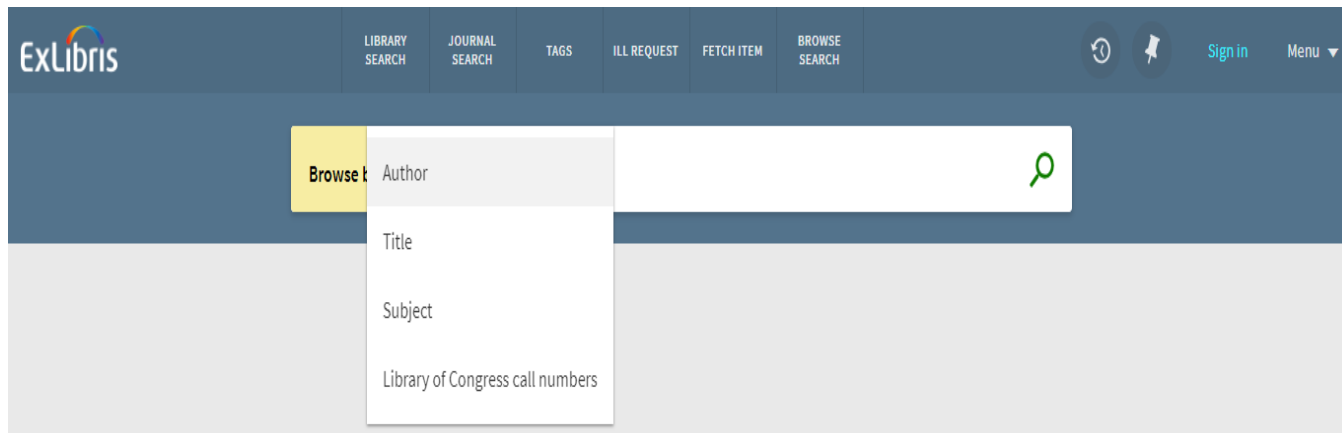 ExLibris
LIBRARY
SEARCH
JOURNAL
SEARCH
TAGS
ILL REQUEST
FETCH ITEM
BROWSE
SEARCH
Sign in
Menu
Browse
Author
Title
Subject
Library of Congress call numbers